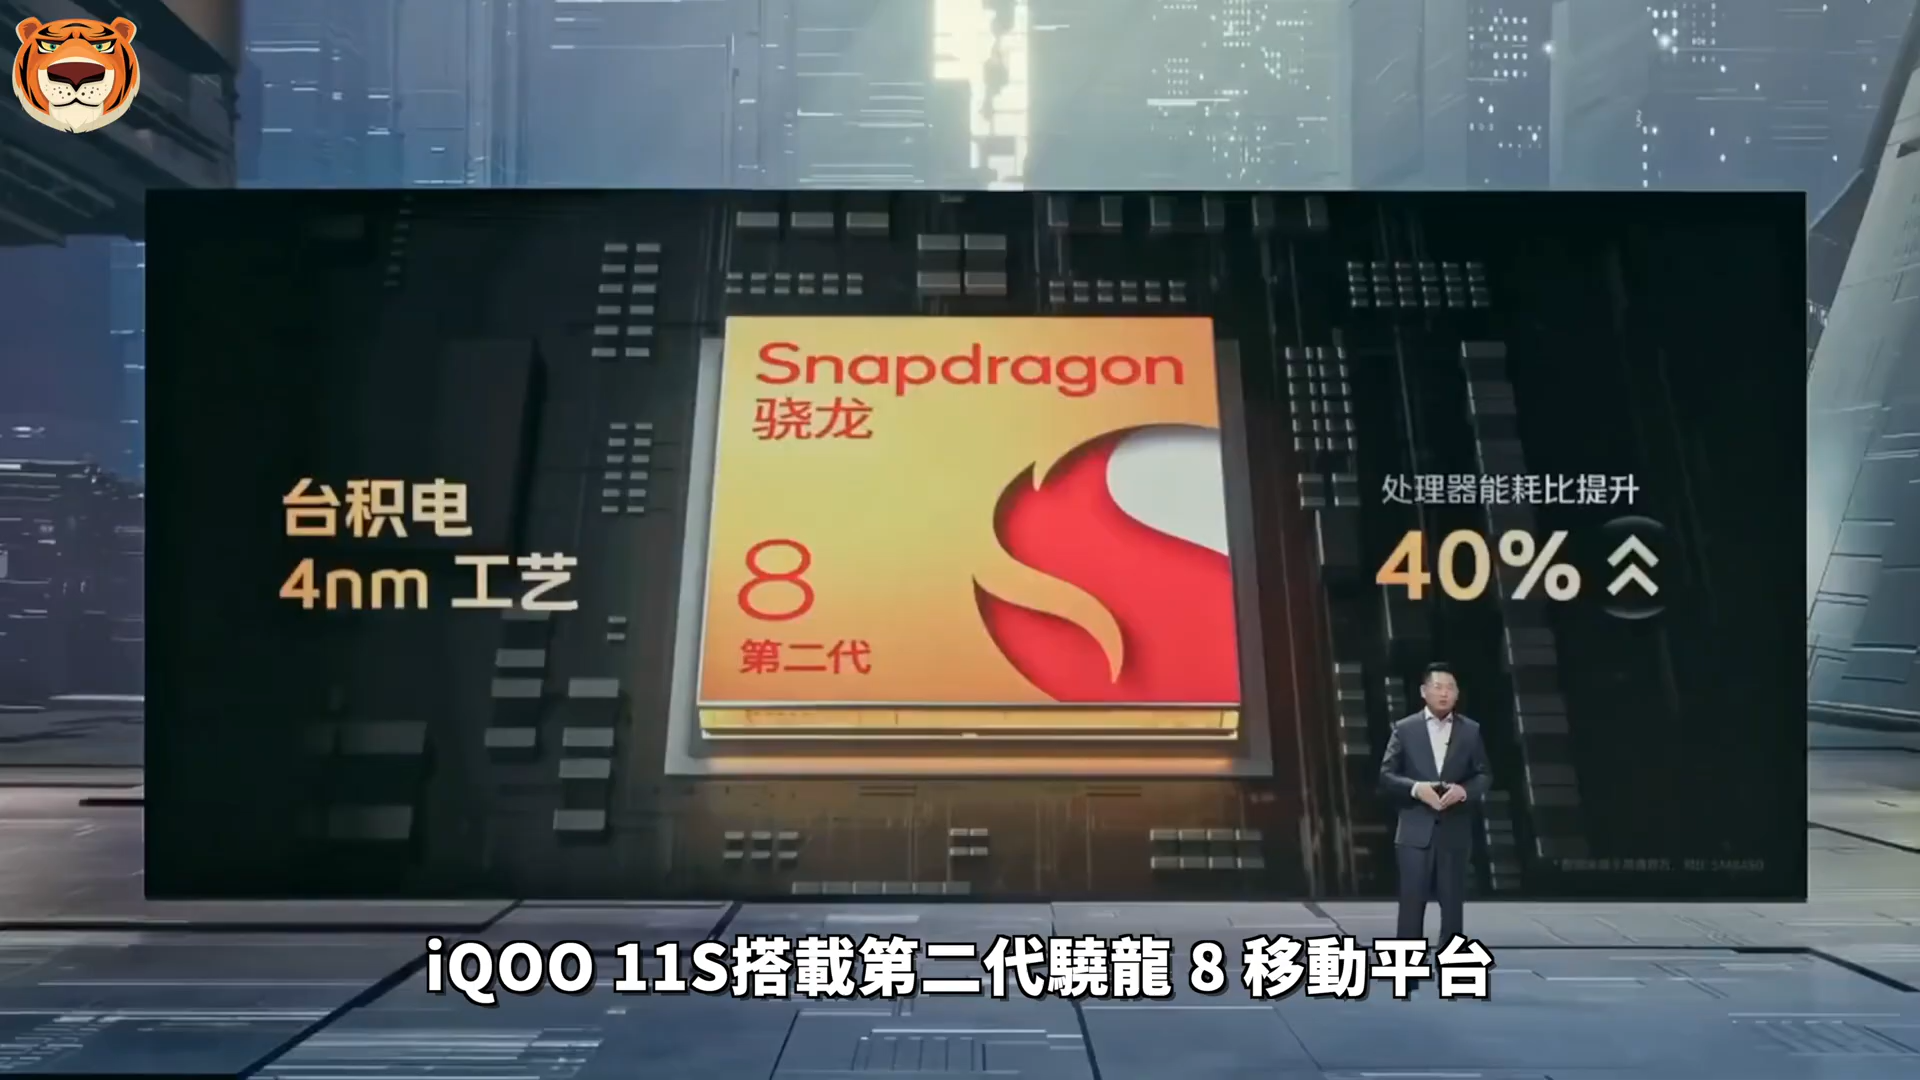 Snapdragon
骁龙
8
第二代
台积电
4nm 工艺
处理器能耗比提升
40%
iQOO 11S搭載第二代驍龍 8 移動平台